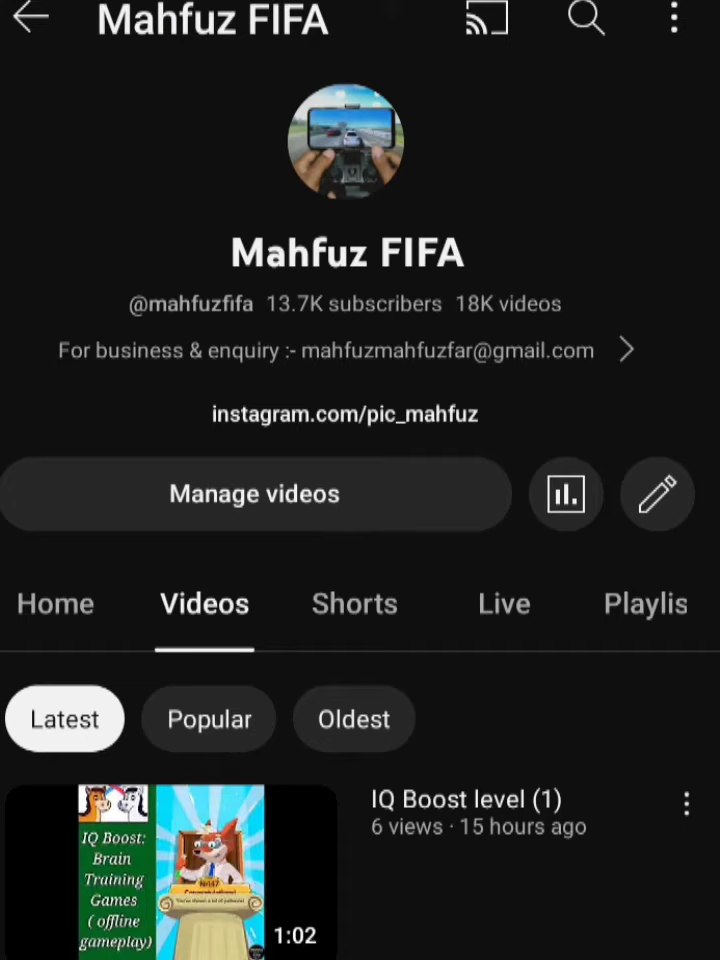 Mahfuz FIFA
Mahfuz FIFA
@mahfuzfifa 13.7K subscribers 18K videos
For business & enquiry :- mahfuzmahfuzfar@gmail.com
instagram.com/pic_mahfuz
Manage videos
Home Videos Shorts Live Playlis
Latest Popular Oldest
IQ Boost level (1)
6 views · 15 hours ago
IQ Boost:
Brain
Training
Games
( offline
gameplay)
1:02